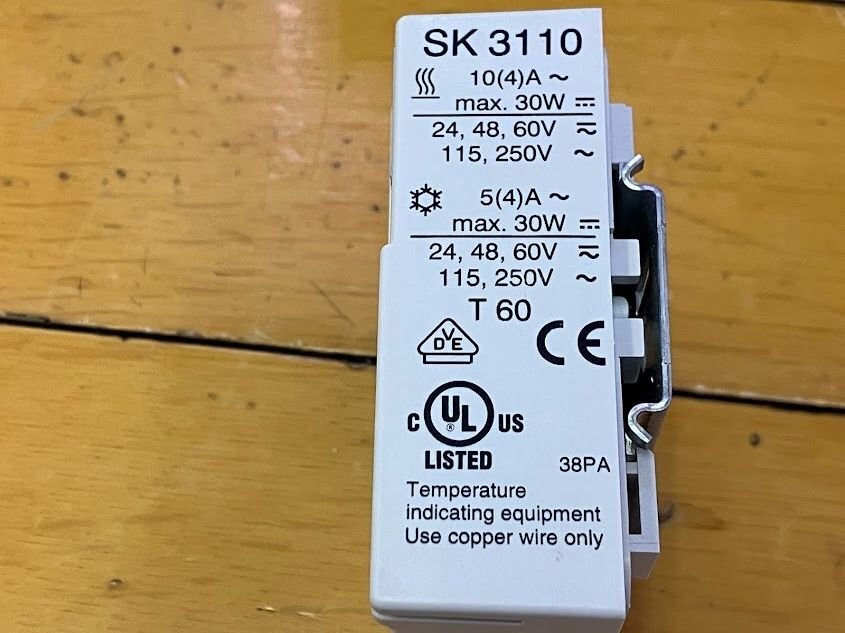 SK 3110
10(4)A ~
max. 30W ⎓
24, 48, 60V ≂
115, 250V ~
5(4)A ~
max. 30W ⎓
24, 48, 60V ≂
115, 250V ~
T 60
DVE
CE
C UL® US
LISTED
38PA
Temperature
indicating equipment
Use copper wire only